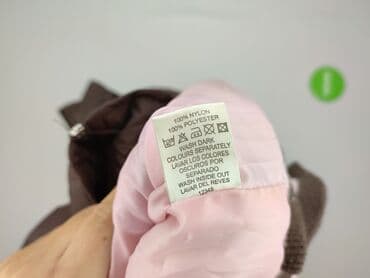 100% NYLON
100% POLYESTER
WASH DARK
COLOURS SEPARATELY
LAVAR LOS COLORES
OSCUROS POR
SEPARADO
WASH INSIDE OUT
LAVAR DEL REVES
12345